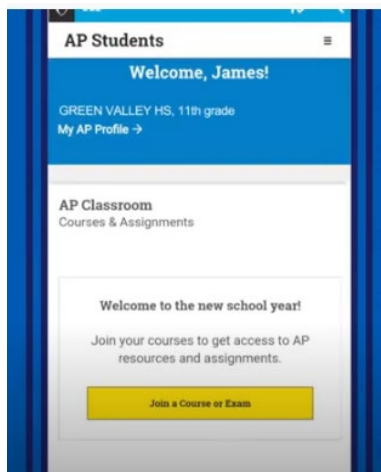 AP Students
Welcome, James!
GREEN VALLEY HS, 11th grade
My AP Profile →
AP Classroom
Courses & Assignments
Welcome to the new school year!
Join your courses to get access to AP
resources and assignments.
Join a Course or Exam